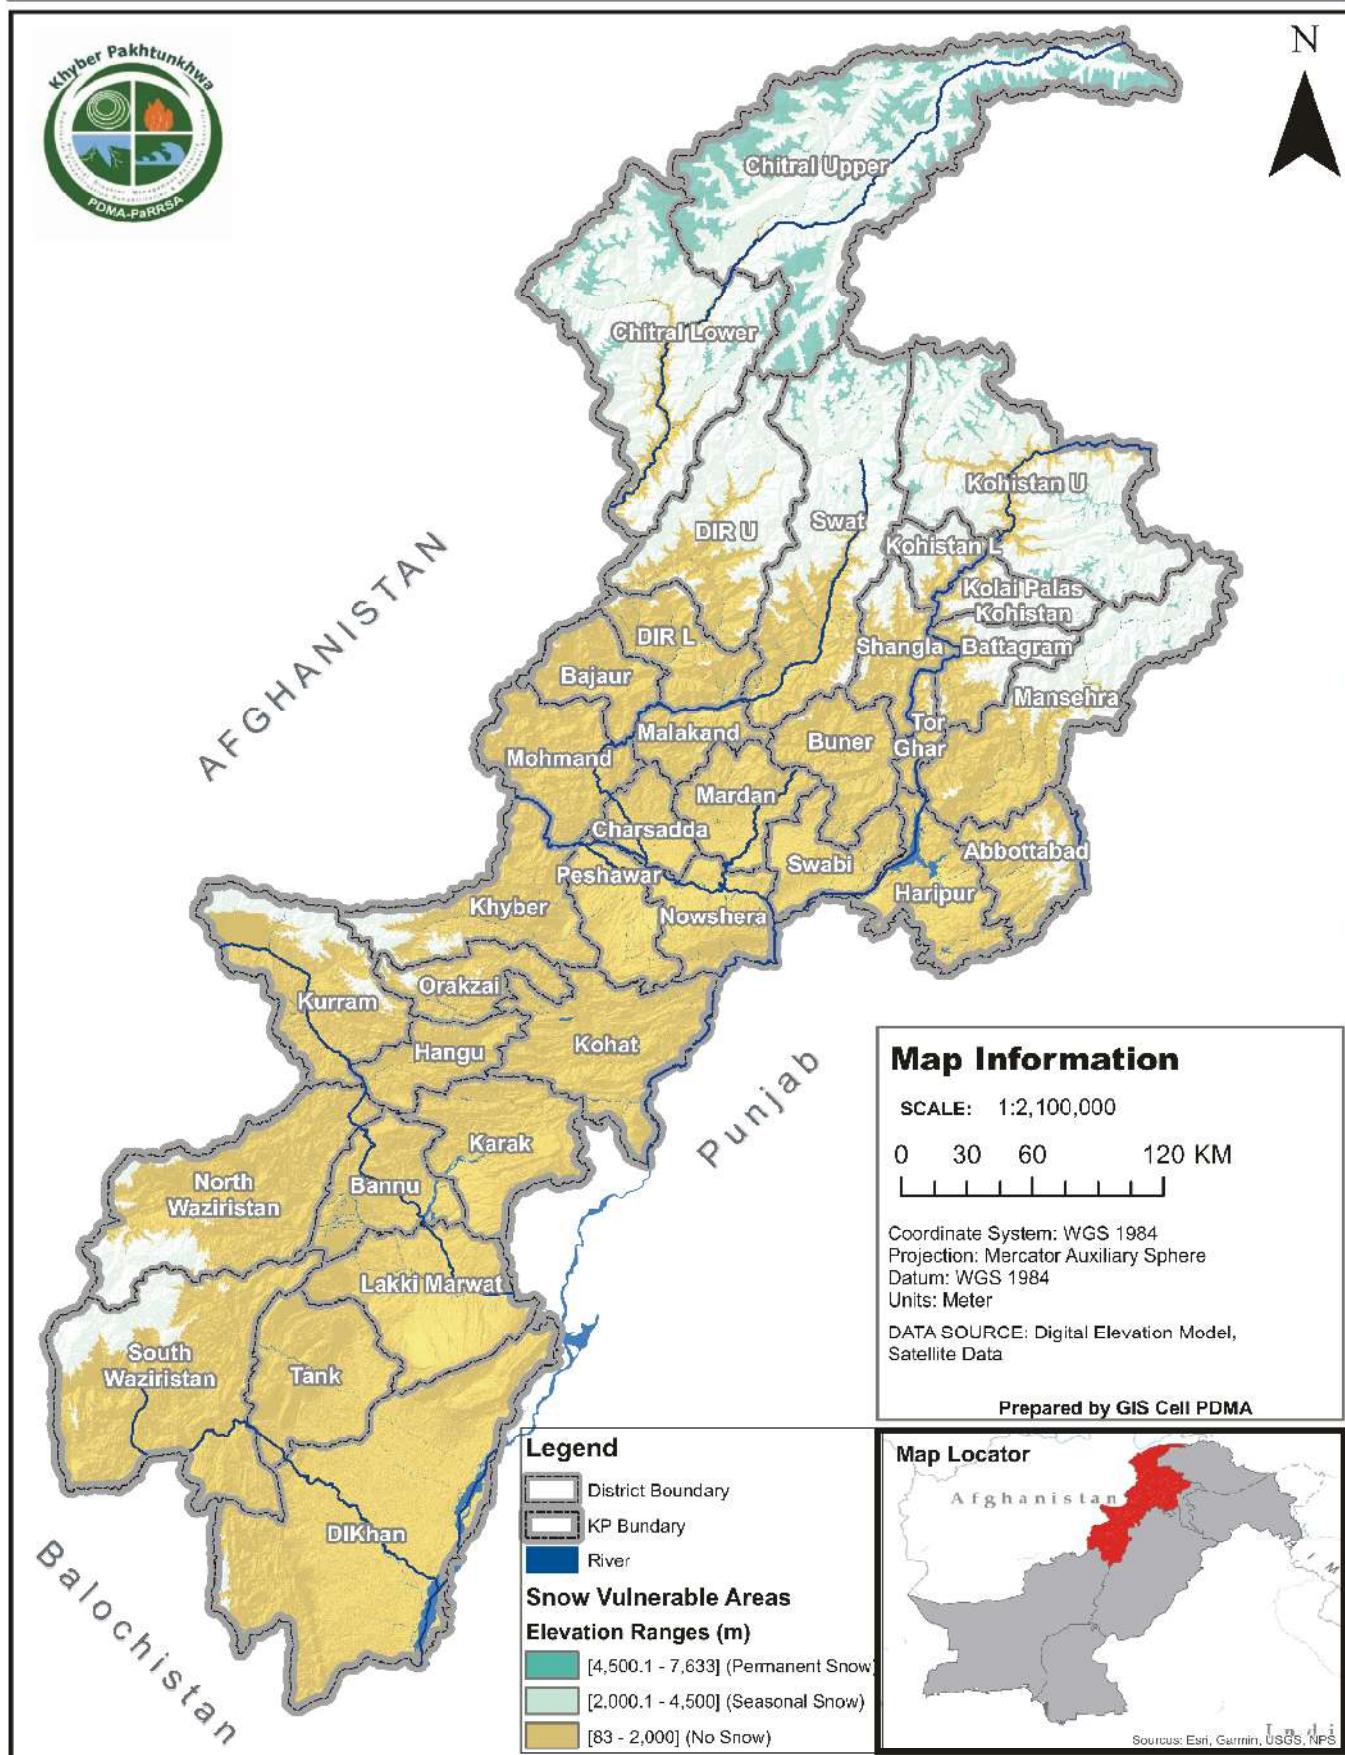 Khyber Pakhtunkhwa
PDMA-PaRRSA
N
Chitral Upper
Chitral Lower
Kohistan U
DIR U
Swat
Kohistan L
Kolai Palas
Kohistan
DIR L
Shangla
Battagram
Bajaur
Mansehra
Tor
Ghar
Malakand
Buner
Mohmand
Mardan
Charsadda
Swabi
Abbottabad
Peshawar
Haripur
Khyber
Nowshera
Orakzai
Kurram
Hangu
Kohat
Karak
North
Waziristan
Bannu
Lakki Marwat
South
Waziristan
Tank
DIKhan
AFGHANISTAN
Punjab
Balochistan
Map Information
SCALE: 1:2,100,000
0 30 60 120 KM
Coordinate System: WGS 1984
Projection: Mercator Auxiliary Sphere
Datum: WGS 1984
Units: Meter
DATA SOURCE: Digital Elevation Model,
Satellite Data
Prepared by GIS Cell PDMA
Legend
District Boundary
KP Bundary
River
Snow Vulnerable Areas
Elevation Ranges (m)
[4,500.1 - 7,633] (Permanent Snow)
[2,000.1 - 4,500] (Seasonal Snow)
[83 - 2,000] (No Snow)
Map Locator
Afghanistan
Sources: Esri, Garmin, USGS, NPS